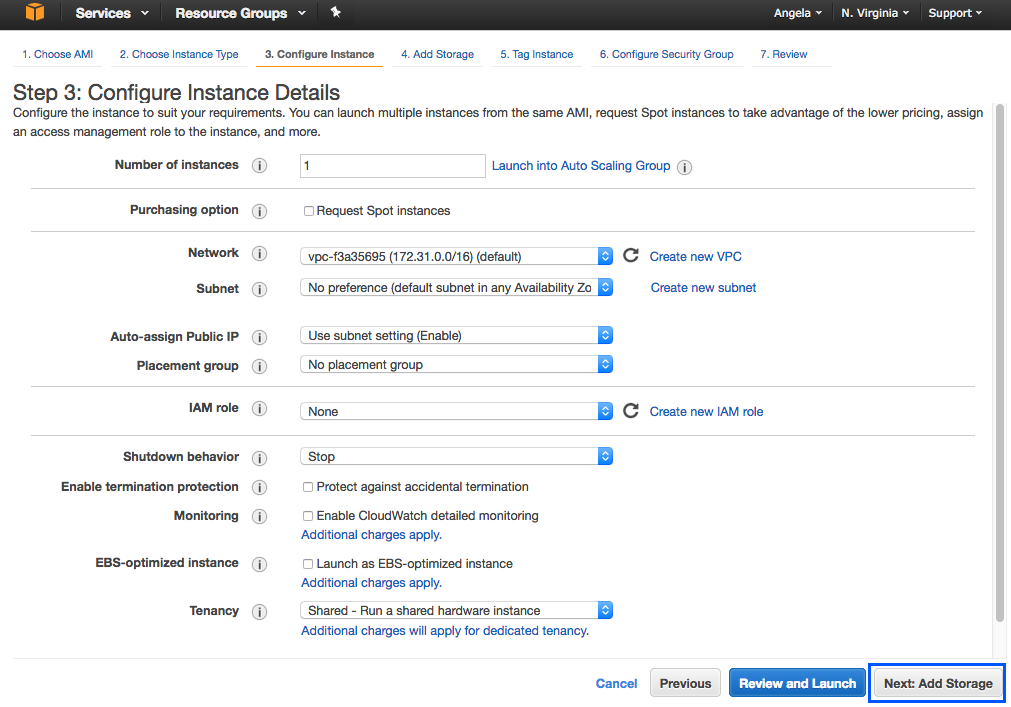 Services Resource Groups Angela N. Virginia Support
1. Choose AMI 2. Choose Instance Type 3. Configure Instance 4. Add Storage 5. Tag Instance 6. Configure Security Group 7. Review
Step 3: Configure Instance Details
Configure the instance to suit your requirements. You can launch multiple instances from the same AMI, request Spot instances to take advantage of the lower pricing, assign
an access management role to the instance, and more.
Number of instances i 1 Launch into Auto Scaling Group i
Purchasing option i Request Spot instances
Network i vpc-f3a35695 (172.31.0.0/16) (default) Create new VPC
Subnet i No preference (default subnet in any Availability Zo Create new subnet
Auto-assign Public IP i Use subnet setting (Enable)
Placement group i No placement group
IAM role i None Create new IAM role
Shutdown behavior i Stop
Enable termination protection i Protect against accidental termination
Monitoring i Enable CloudWatch detailed monitoring
Additional charges apply.
EBS-optimized instance i Launch as EBS-optimized instance
Additional charges apply.
Tenancy i Shared - Run a shared hardware instance
Additional charges will apply for dedicated tenancy.
Cancel Previous Review and Launch Next: Add Storage